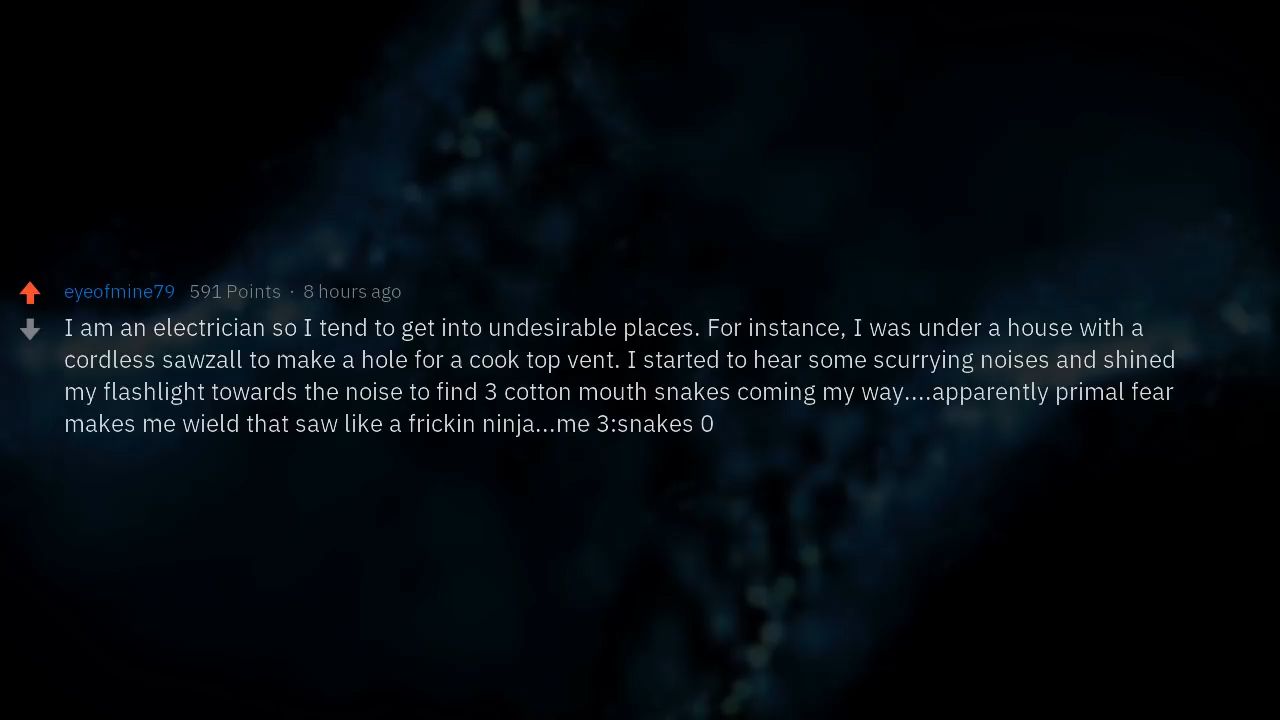 eyeofmine79 591 Points · 8 hours ago
I am an electrician so I tend to get into undesirable places. For instance, I was under a house with a
cordless sawzall to make a hole for a cook top vent. I started to hear some scurrying noises and shined
my flashlight towards the noise to find 3 cotton mouth snakes coming my way....apparently primal fear
makes me wield that saw like a frickin ninja...me 3:snakes 0